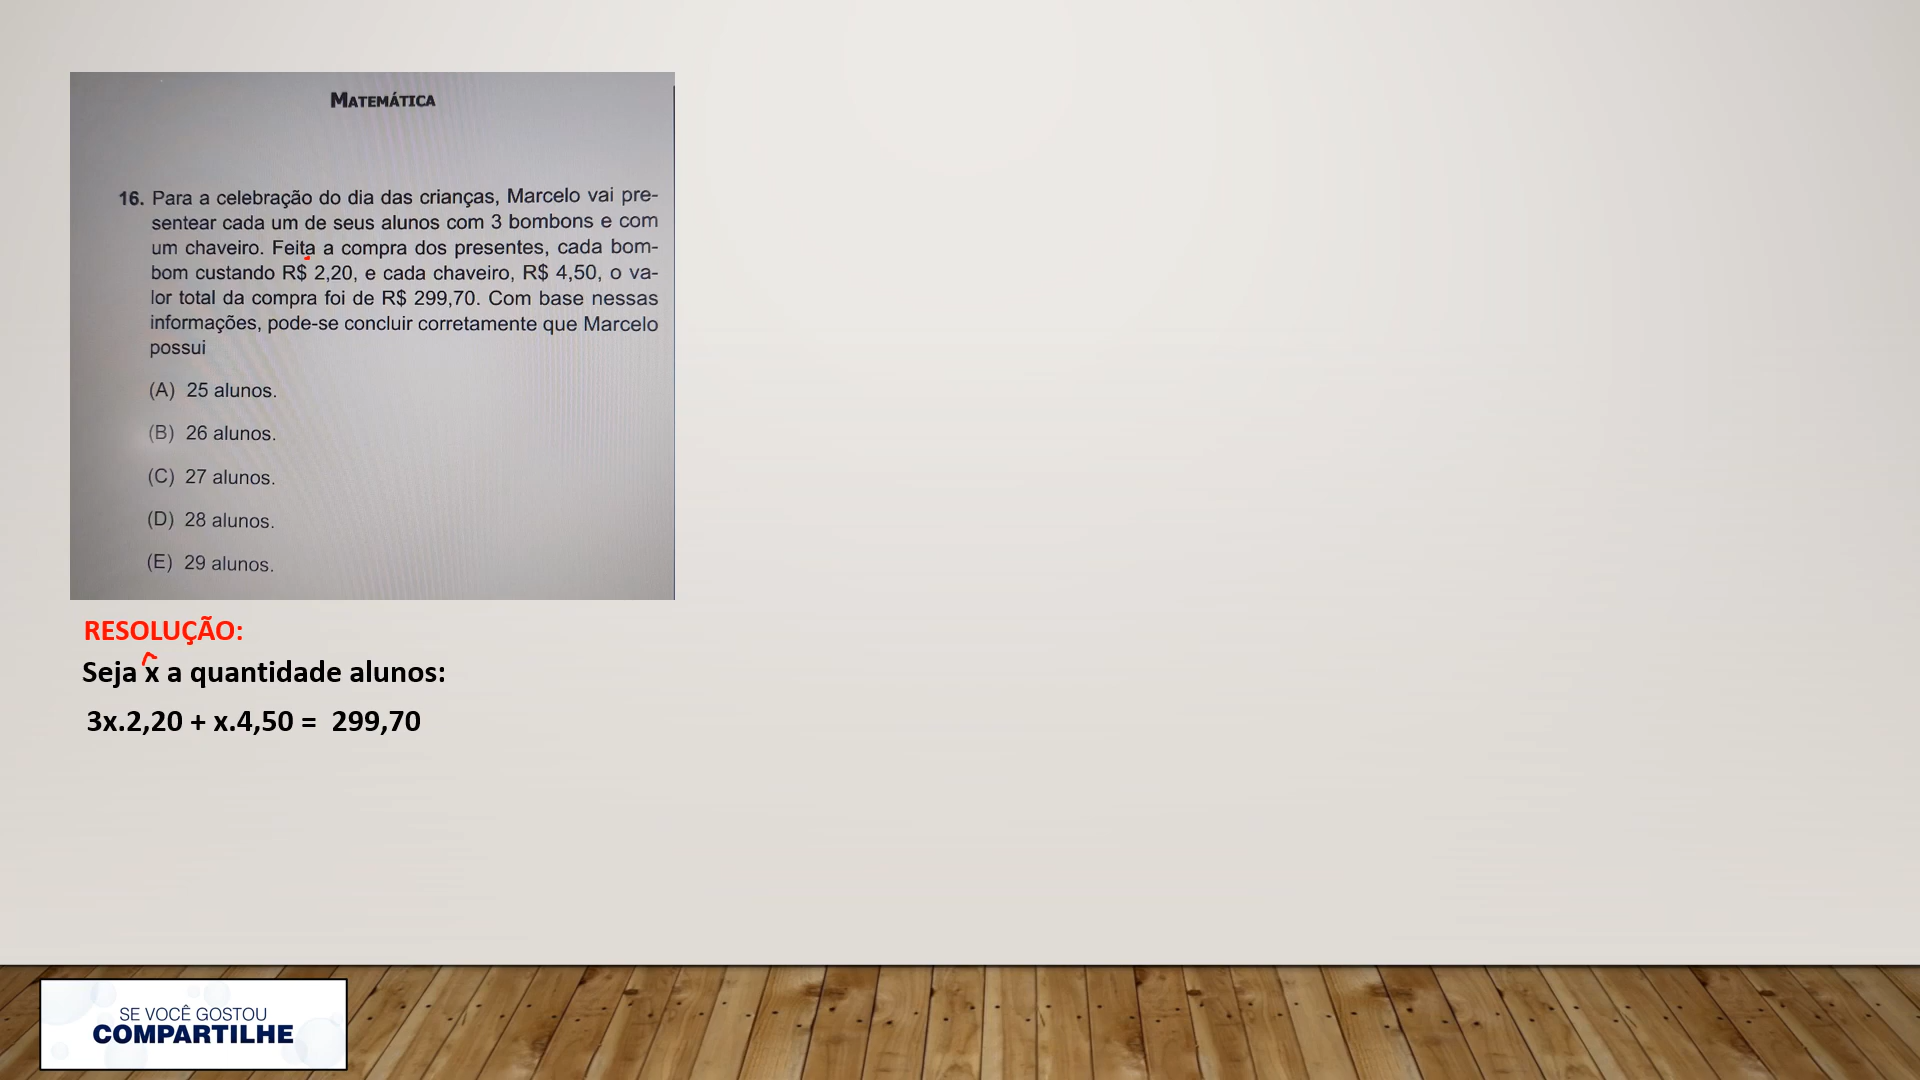 MATEMÁTICA
16. Para a celebração do dia das crianças, Marcelo vai pre-
sentear cada um de seus alunos com 3 bombons e com
um chaveiro. Feita a compra dos presentes, cada bom-
bom custando R$ 2,20, e cada chaveiro, R$ 4,50, o va-
lor total da compra foi de R$ 299,70. Com base nessas
informações, pode-se concluir corretamente que Marcelo
possui
(A) 25 alunos.
(B) 26 alunos.
(C) 27 alunos.
(D) 28 alunos.
(E) 29 alunos.
RESOLUÇÃO:
Seja x a quantidade alunos:
3x.2,20 + x.4,50 = 299,70
SE VOCÊ GOSTOU
COMPARTILHE